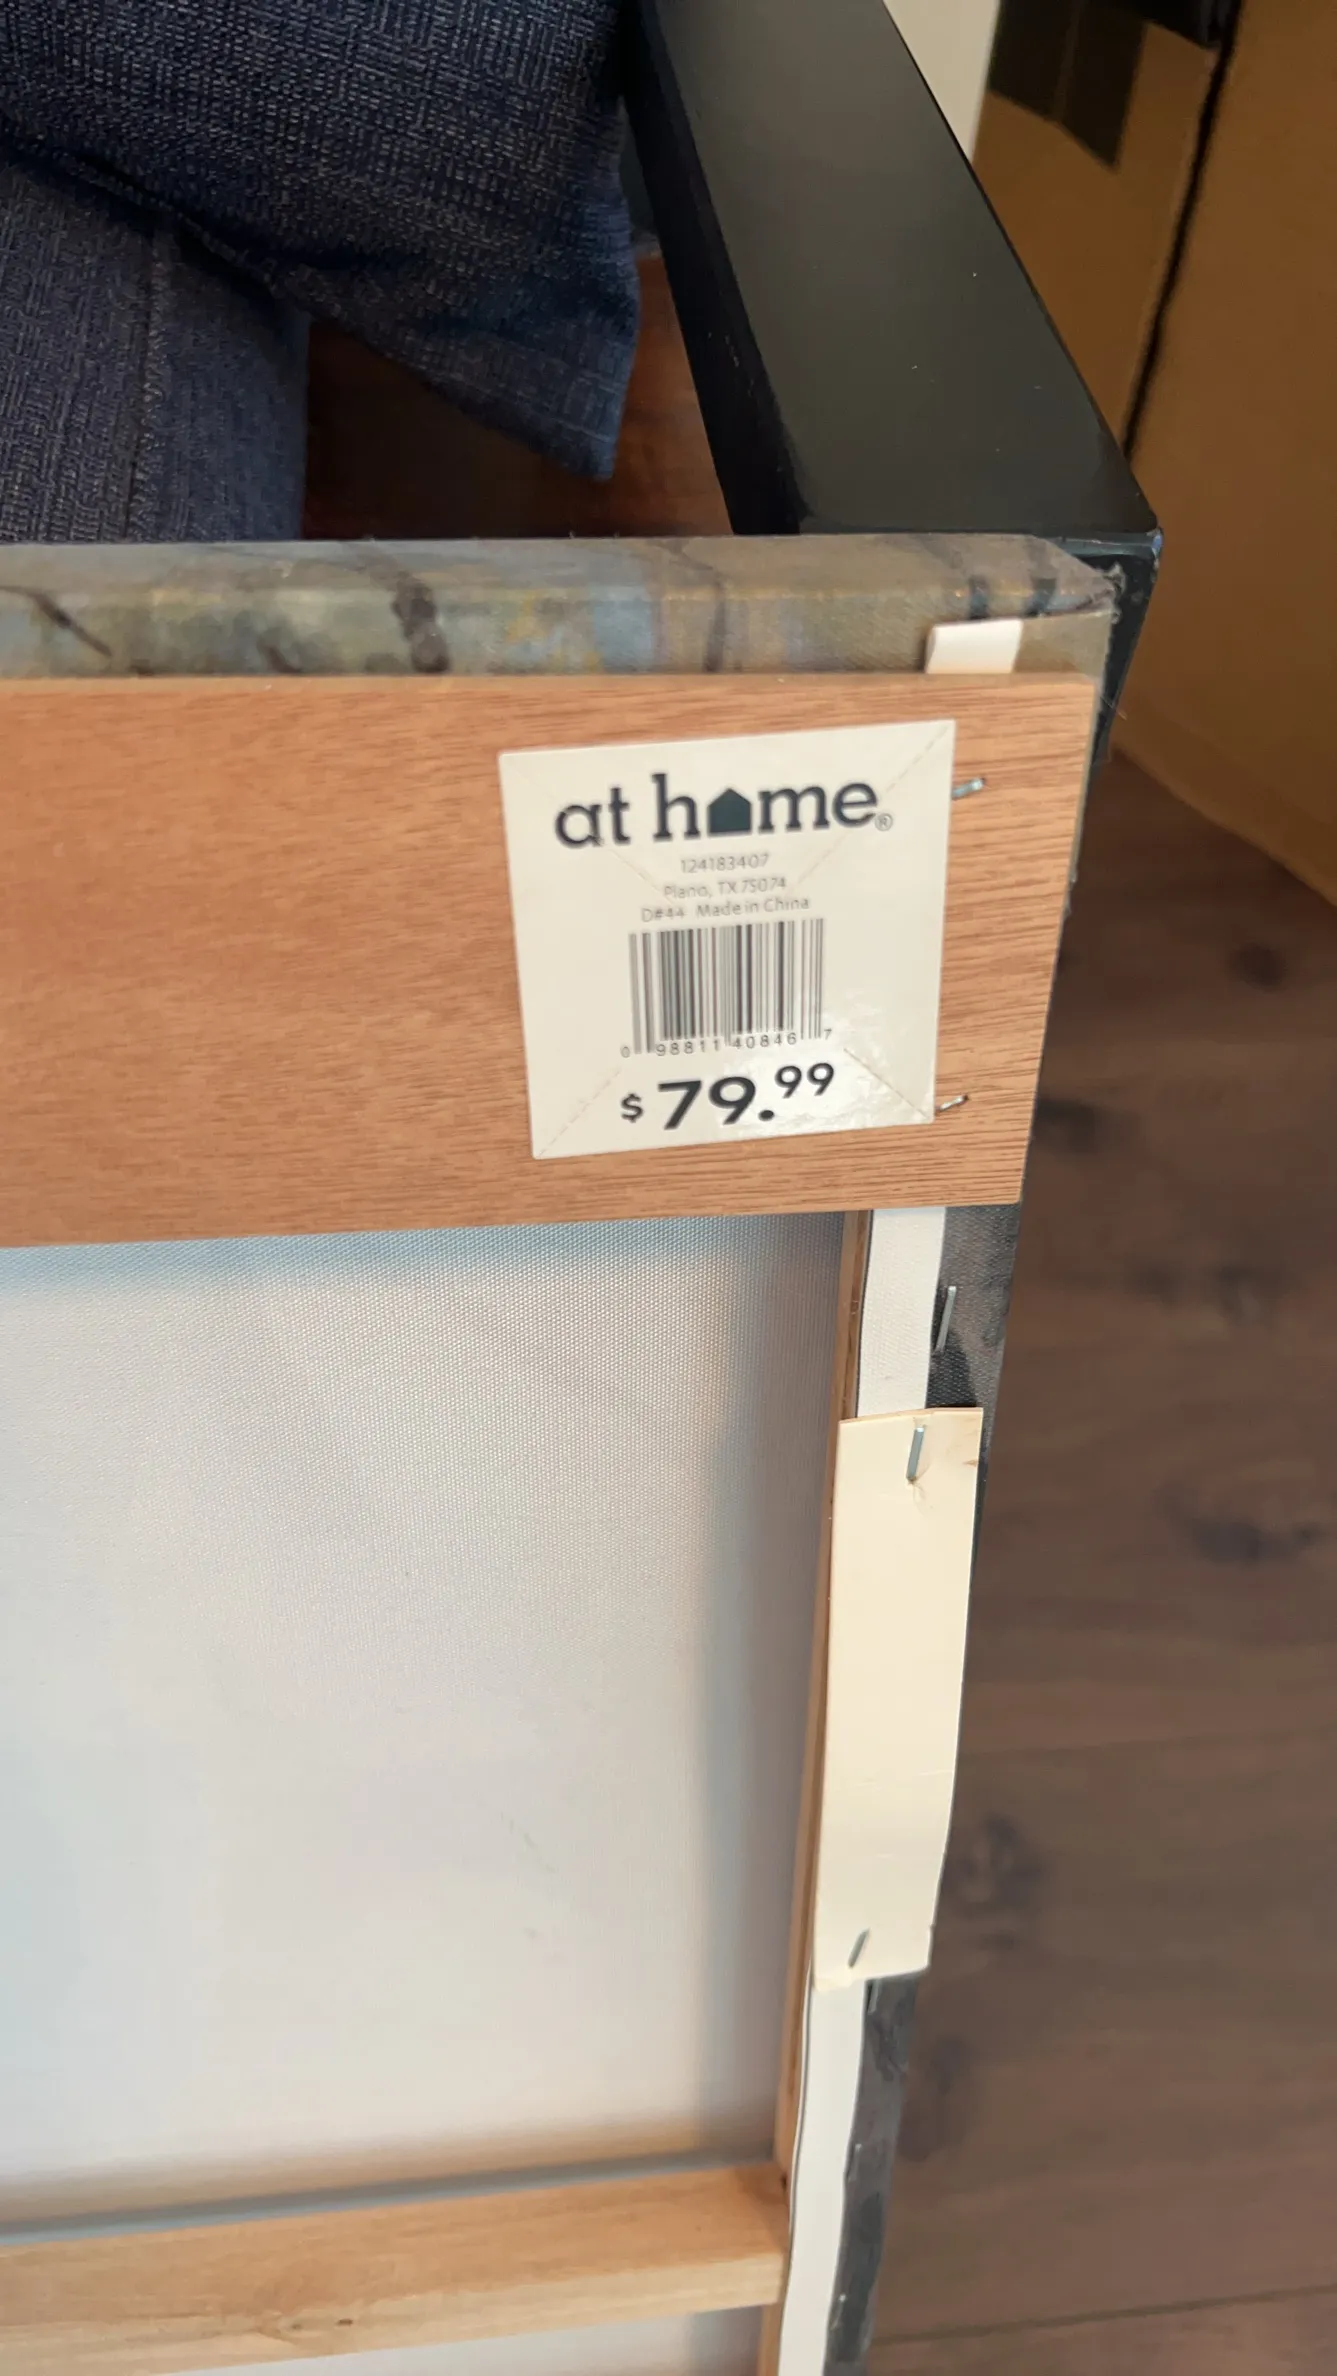 at home®
124183407
Plano, TX 75074
D#44 Made in China
0 98811 40846 7
$79.99